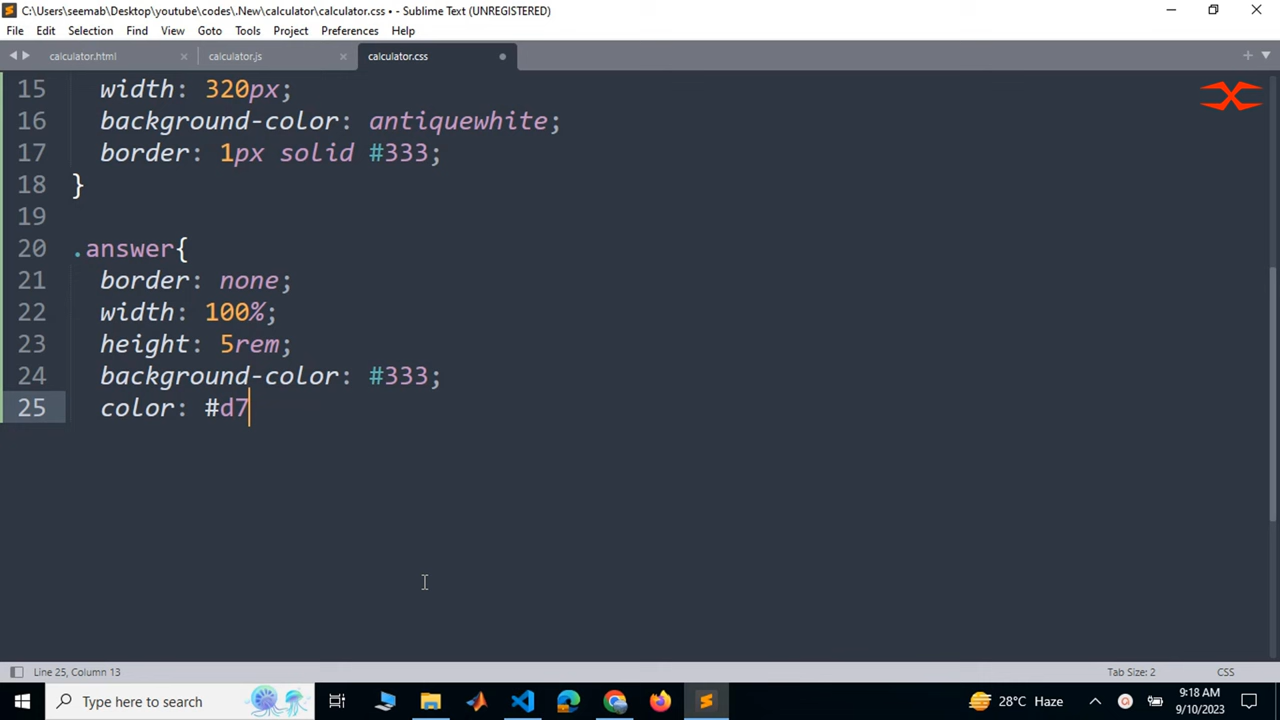 C:\Users\seemab\Desktop\youtube\codes\.New\calculator\calculator.css • - Sublime Text (UNREGISTERED)
File Edit Selection Find View Goto Tools Project Preferences Help
calculator.html calculator.js calculator.css
15 width: 320px;
16 background-color: antiquewhite;
17 border: 1px solid #333;
18 }
19
20 .answer{
21 border: none;
22 width: 100%;
23 height: 5rem;
24 background-color: #333;
25 color: #d7
Line 25, Column 13 Tab Size: 2 CSS
Type here to search 28°C Haze 9:18 AM
9/10/2023